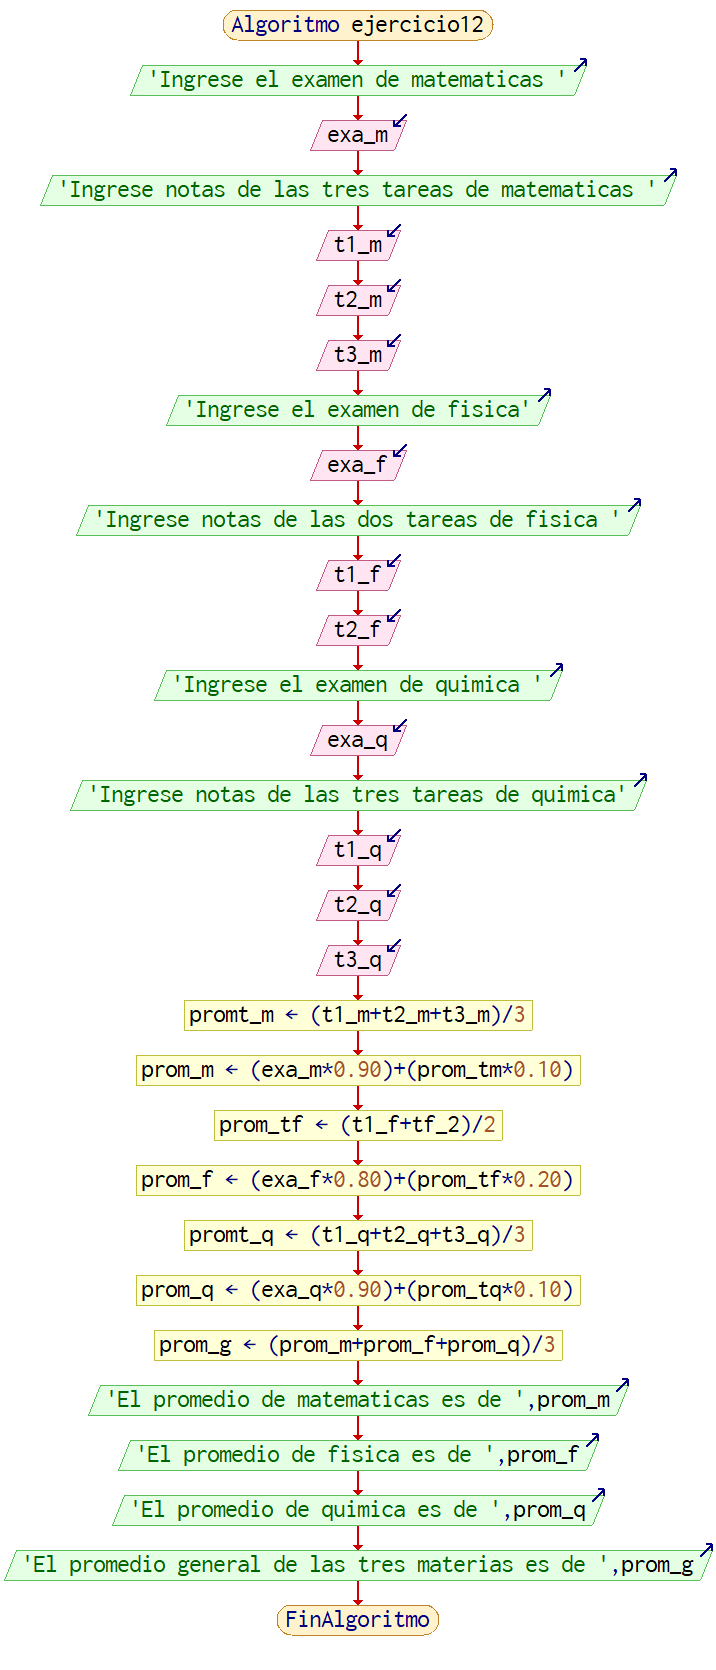 Algoritmo ejercicio12
'Ingrese el examen de matematicas '
exa_m
'Ingrese notas de las tres tareas de matematicas '
t1_m
t2_m
t3_m
'Ingrese el examen de fisica'
exa_f
'Ingrese notas de las dos tareas de fisica '
t1_f
t2_f
'Ingrese el examen de quimica '
exa_q
'Ingrese notas de las tres tareas de quimica'
t1_q
t2_q
t3_q
promt_m ← (t1_m+t2_m+t3_m)/3
prom_m ← (exa_m*0.90)+(prom_tm*0.10)
prom_tf ← (t1_f+tf_2)/2
prom_f ← (exa_f*0.80)+(prom_tf*0.20)
promt_q ← (t1_q+t2_q+t3_q)/3
prom_q ← (exa_q*0.90)+(prom_tq*0.10)
prom_g ← (prom_m+prom_f+prom_q)/3
'El promedio de matematicas es de ',prom_m
'El promedio de fisica es de ',prom_f
'El promedio de quimica es de ',prom_q
'El promedio general de las tres materias es de ',prom_g
FinAlgoritmo